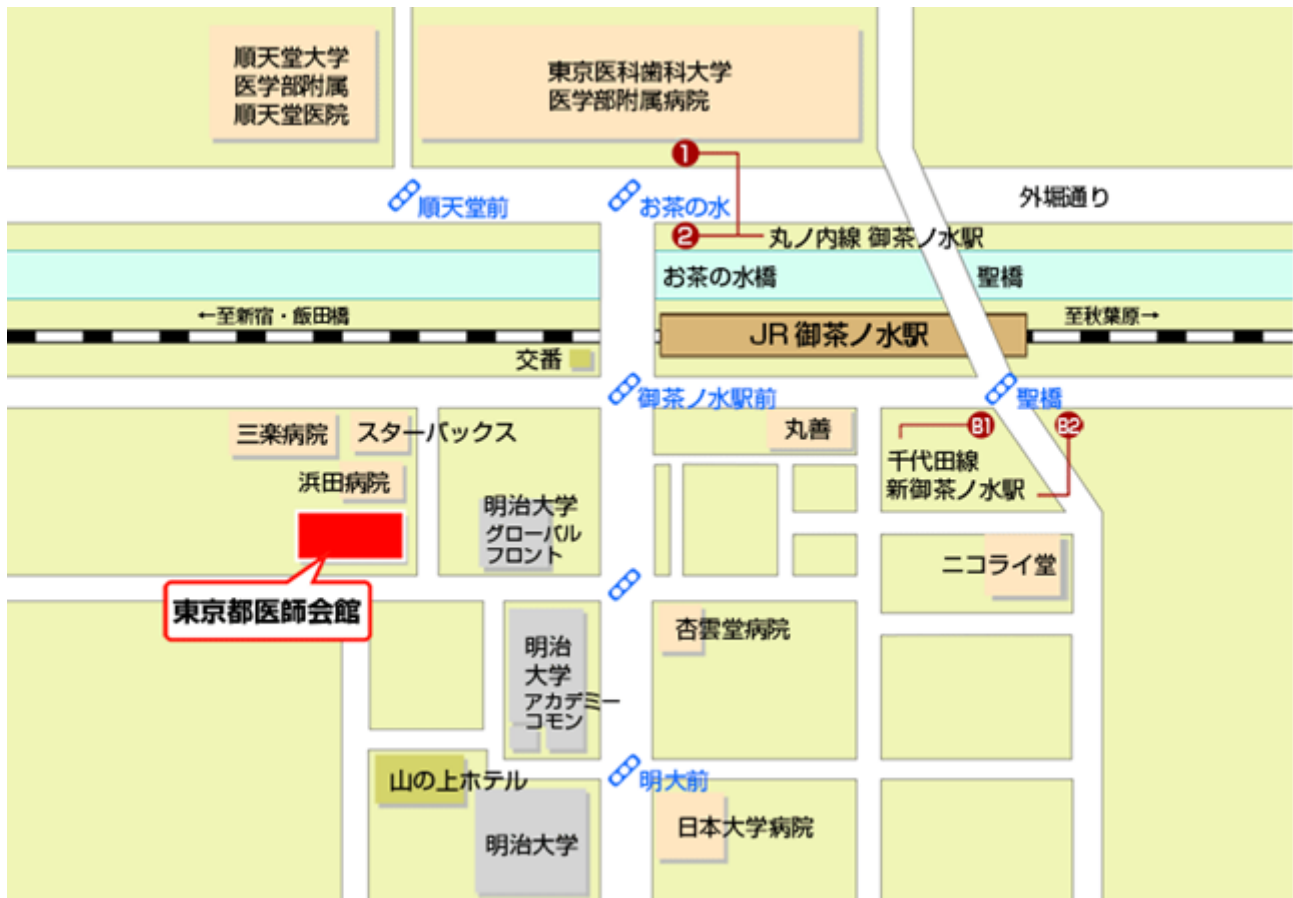 順天堂大学
医学部附属
順天堂医院
東京医科歯科大学
医学部附属病院
1
順天堂前
お茶の水
外堀通り
2
丸ノ内線 御茶ノ水駅
お茶の水橋
聖橋
←至新宿・飯田橋
JR 御茶ノ水駅
至秋葉原→
交番
御茶ノ水駅前
聖橋
三楽病院
スターバックス
丸善
B1
B2
千代田線
新御茶ノ水駅
浜田病院
明治大学
グローバル
フロント
ニコライ堂
東京都医師会館
杏雲堂病院
明治
大学
アカデミー
コモン
明大前
山の上ホテル
明治大学
日本大学病院